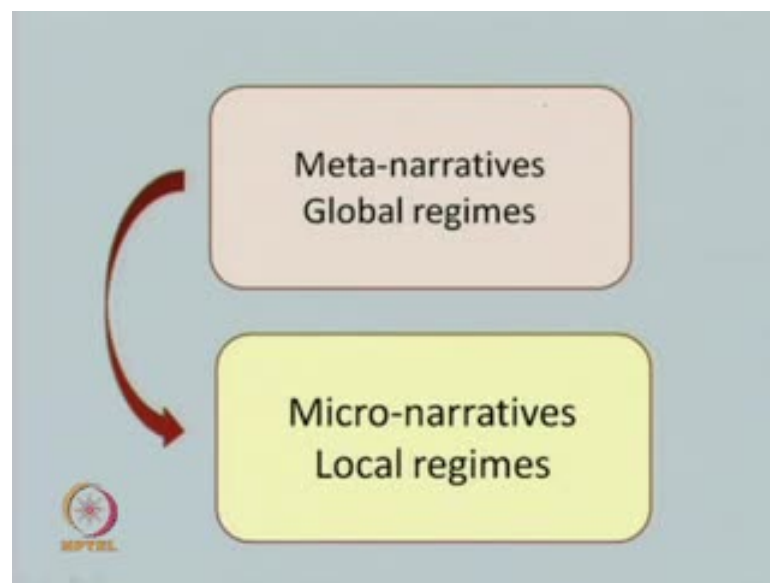 Meta-narratives
Global regimes
Micro-narratives
Local regimes
NPTEL